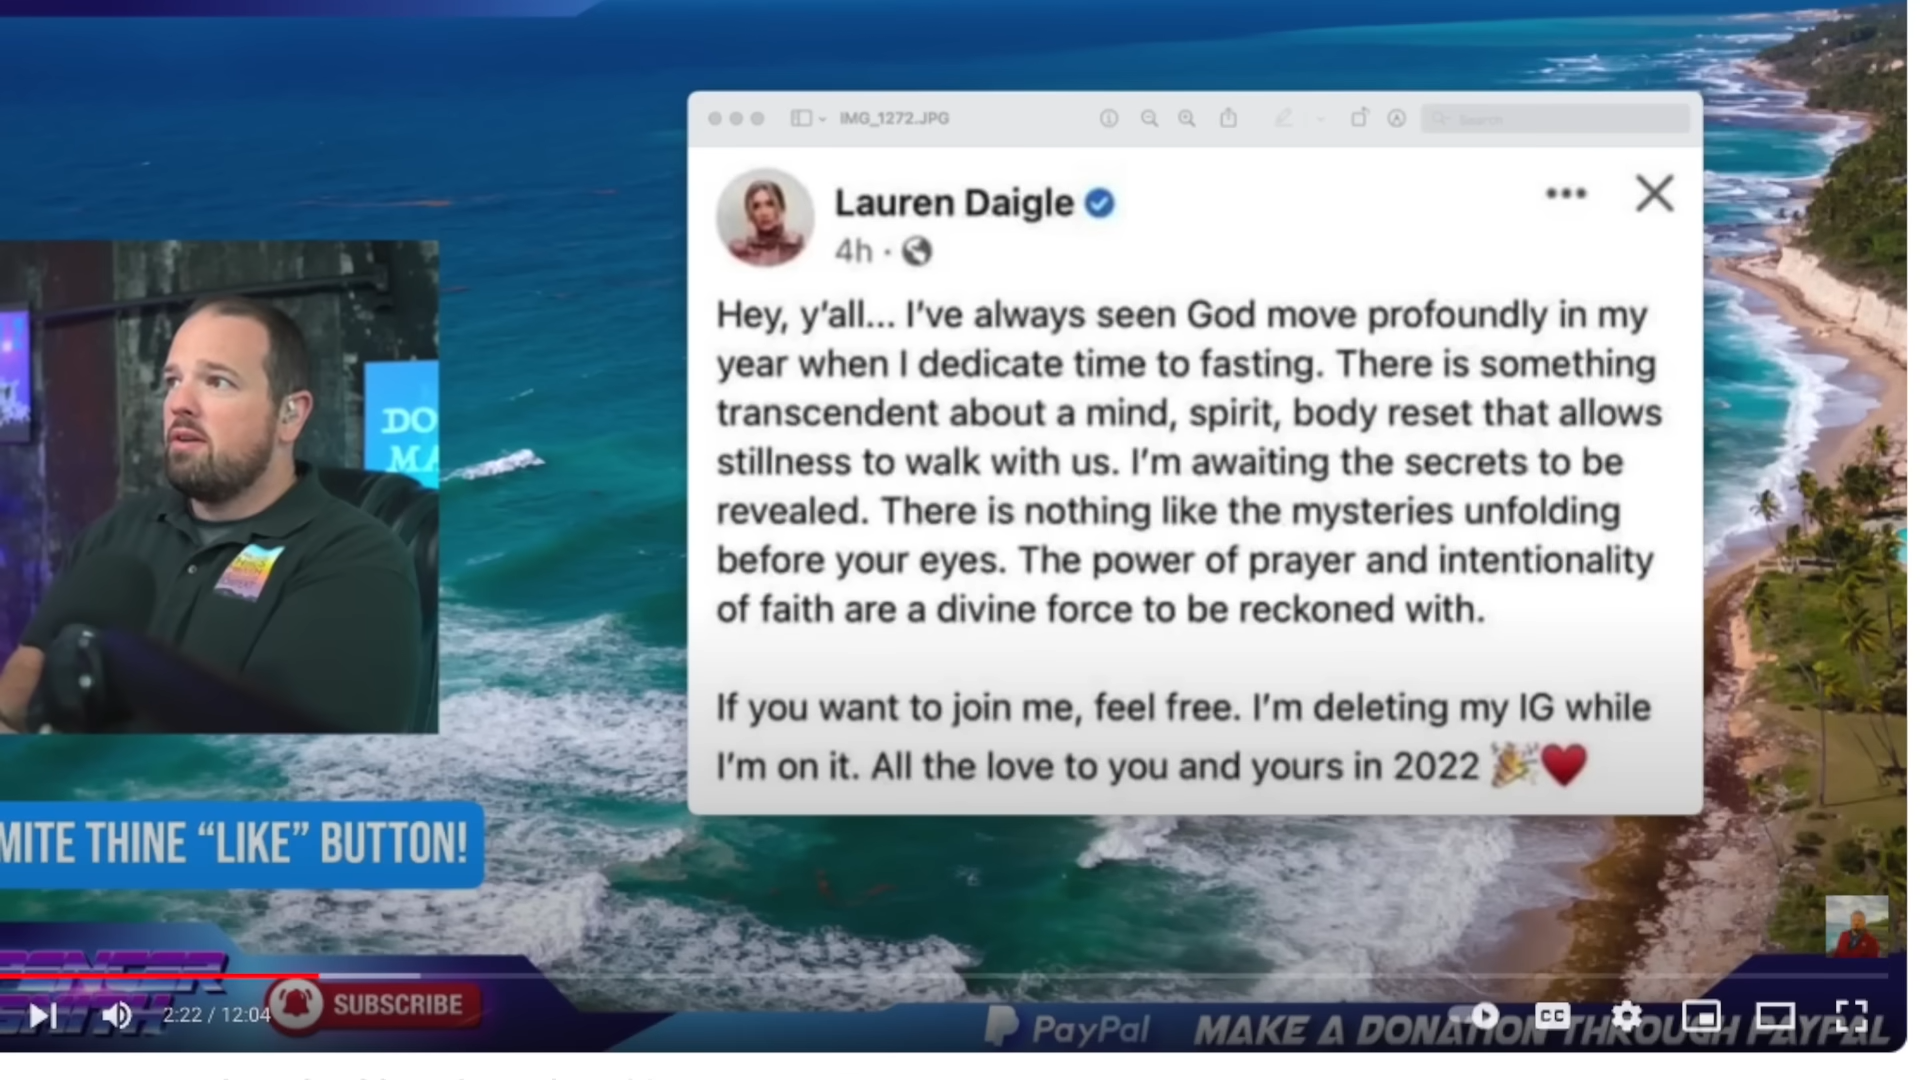 IMG_1272.JPG
Search
Lauren Daigle
4h ·
Hey, y'all... I've always seen God move profoundly in my
year when I dedicate time to fasting. There is something
transcendent about a mind, spirit, body reset that allows
stillness to walk with us. I'm awaiting the secrets to be
revealed. There is nothing like the mysteries unfolding
before your eyes. The power of prayer and intentionality
of faith are a divine force to be reckoned with.
If you want to join me, feel free. I'm deleting my IG while
I'm on it. All the love to you and yours in 2022 🎉❤️
DO
MA
MITE THINE “LIKE” BUTTON!
2:22 / 12:04
SUBSCRIBE
CC
PayPal
MAKE A DONATION THROUGH PAYPAL